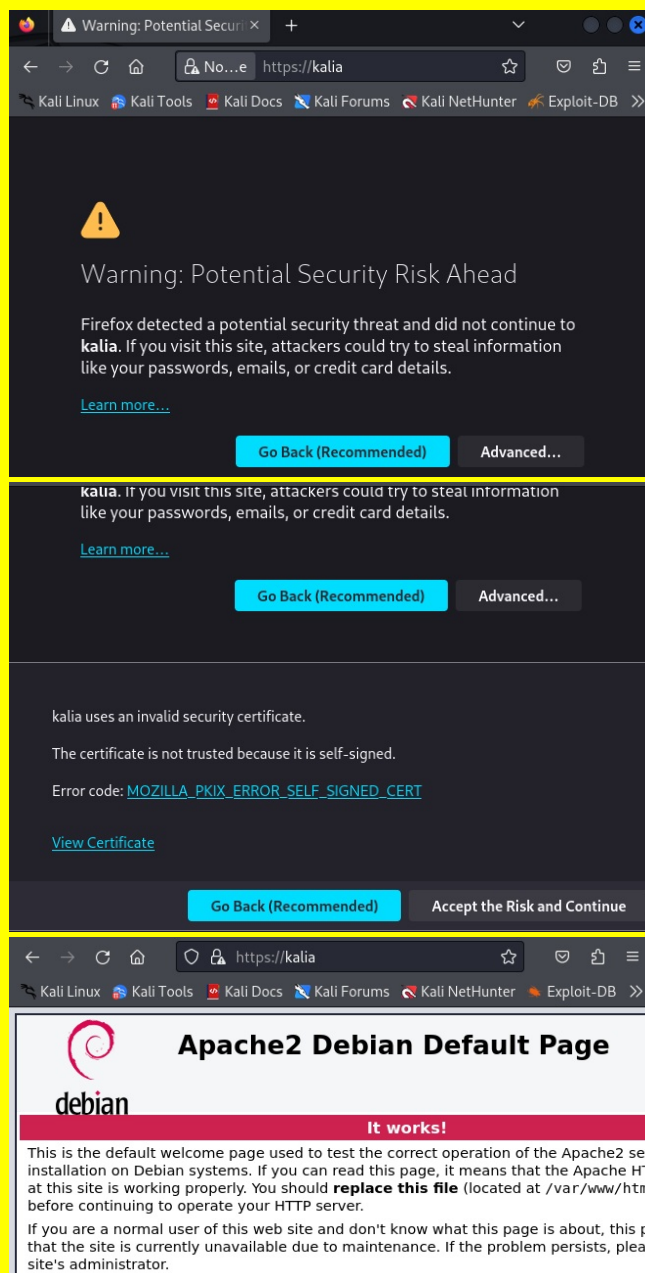 Warning: Potential Securi
No...e https://kalia
Kali Linux Kali Tools Kali Docs Kali Forums Kali NetHunter Exploit-DB
Warning: Potential Security Risk Ahead
Firefox detected a potential security threat and did not continue to
kalia. If you visit this site, attackers could try to steal information
like your passwords, emails, or credit card details.
Learn more...
Go Back (Recommended) Advanced...
kalia. If you visit this site, attackers could try to steal information
like your passwords, emails, or credit card details.
Learn more...
Go Back (Recommended) Advanced...
kalia uses an invalid security certificate.
The certificate is not trusted because it is self-signed.
Error code: MOZILLA_PKIX_ERROR_SELF_SIGNED_CERT
View Certificate
Go Back (Recommended) Accept the Risk and Continue
https://kalia
Kali Linux Kali Tools Kali Docs Kali Forums Kali NetHunter Exploit-DB
debian
Apache2 Debian Default Page
It works!
This is the default welcome page used to test the correct operation of the Apache2 se
installation on Debian systems. If you can read this page, it means that the Apache HT
at this site is working properly. You should replace this file (located at /var/www/htm
before continuing to operate your HTTP server.
If you are a normal user of this web site and don't know what this page is about, this p
that the site is currently unavailable due to maintenance. If the problem persists, plea
site's administrator.